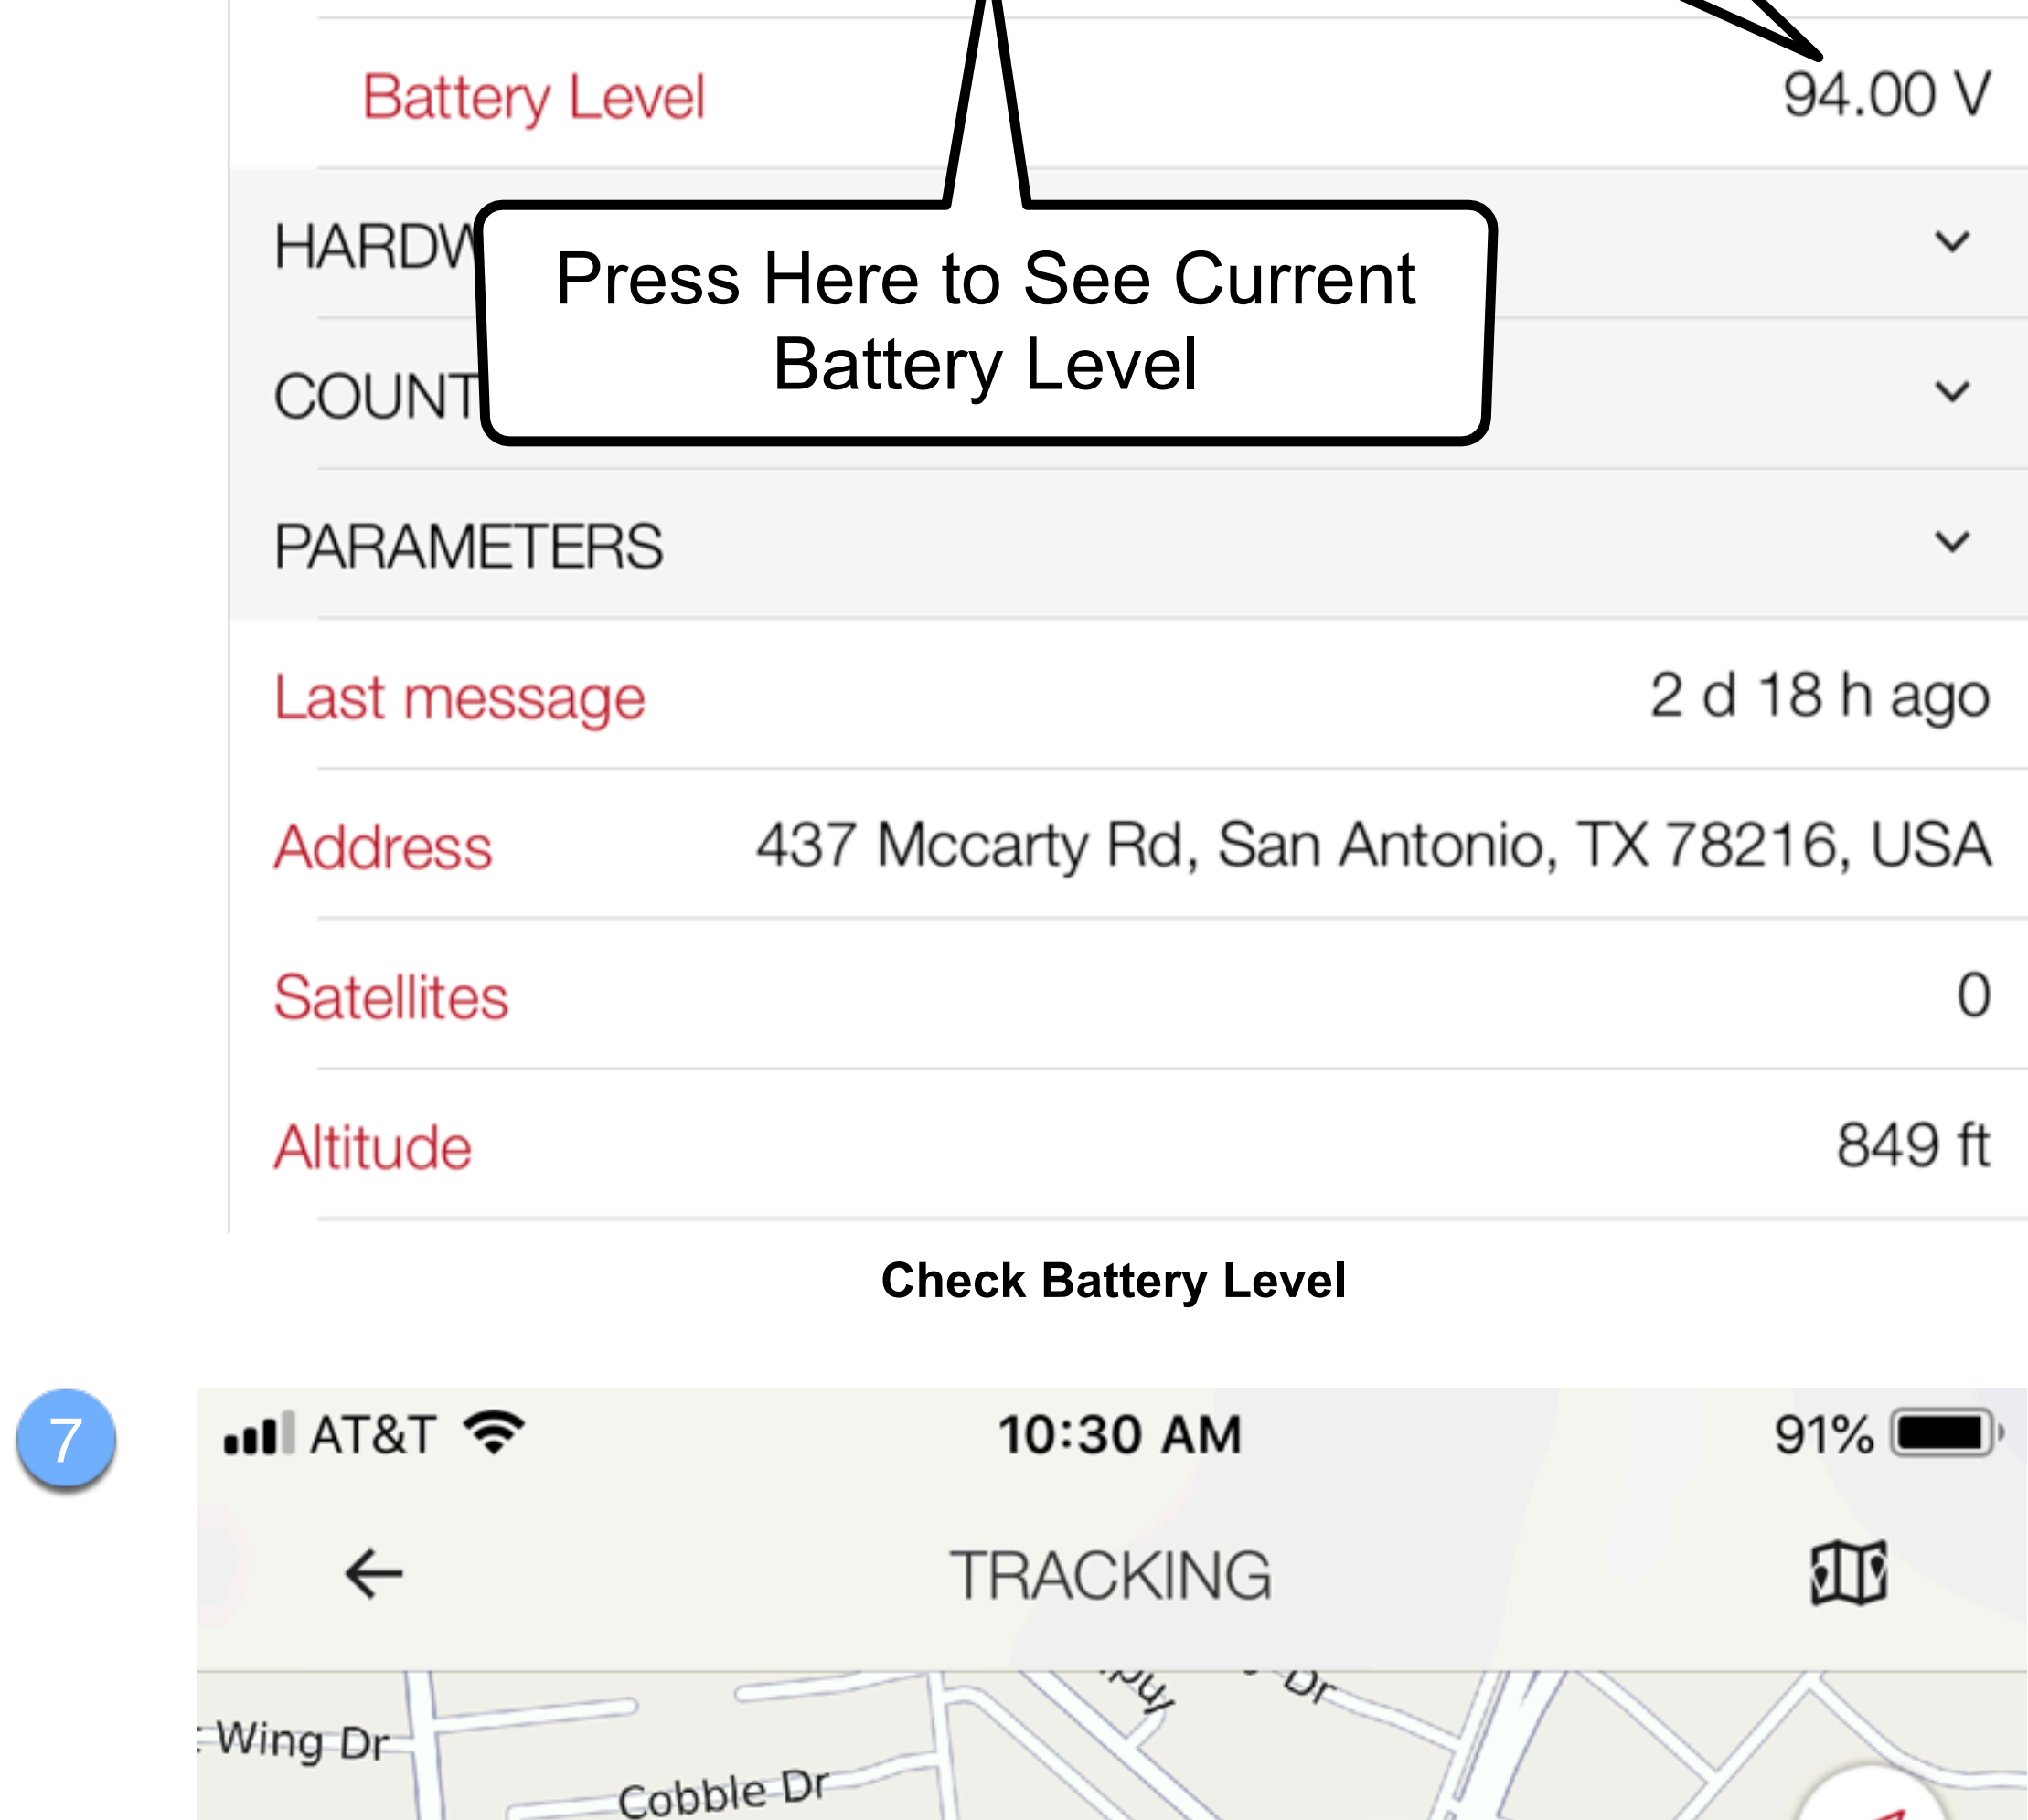 Battery Level 94.00 V
HARDW
Press Here to See Current
Battery Level
COUNT
PARAMETERS
Last message 2 d 18 h ago
Address 437 Mccarty Rd, San Antonio, TX 78216, USA
Satellites 0
Altitude 849 ft
Check Battery Level
7
AT&T 10:30 AM 91%
TRACKING
Dr
Wing Dr
Cobble Dr